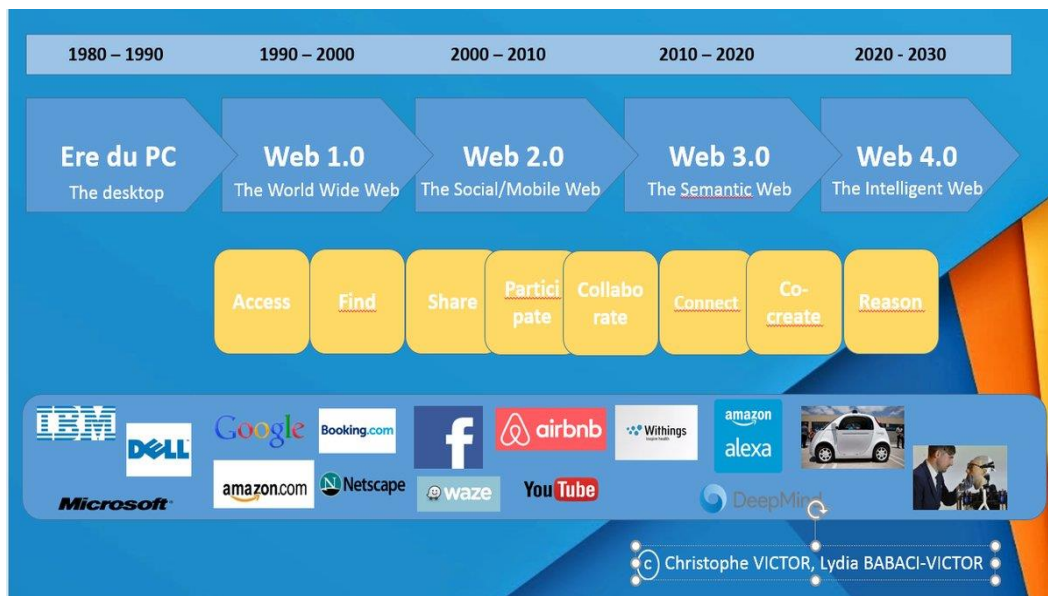 1980 – 1990
1990 – 2000
2000 – 2010
2010 – 2020
2020 - 2030
Ere du PC
The desktop
Web 1.0
The World Wide Web
Web 2.0
The Social/Mobile Web
Web 3.0
The Semantic Web
Web 4.0
The Intelligent Web
Access
Find
Share
Partici
pate
Collabo
rate
Connect
Co-
create
Reason
IBM
DELL
Microsoft
Google
Booking.com
amazon.com
N Netscape
f
airbnb
waze
YouTube
Withings
Inspire health
amazon
alexa
DeepMind
© Christophe VICTOR, Lydia BABACI-VICTOR